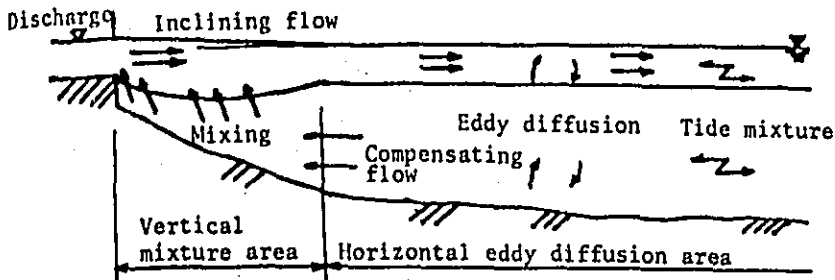 Discharge
Inclining flow
Mixing
Eddy diffusion
Tide mixture
Compensating
flow
Vertical
mixture area
Horizontal eddy diffusion area